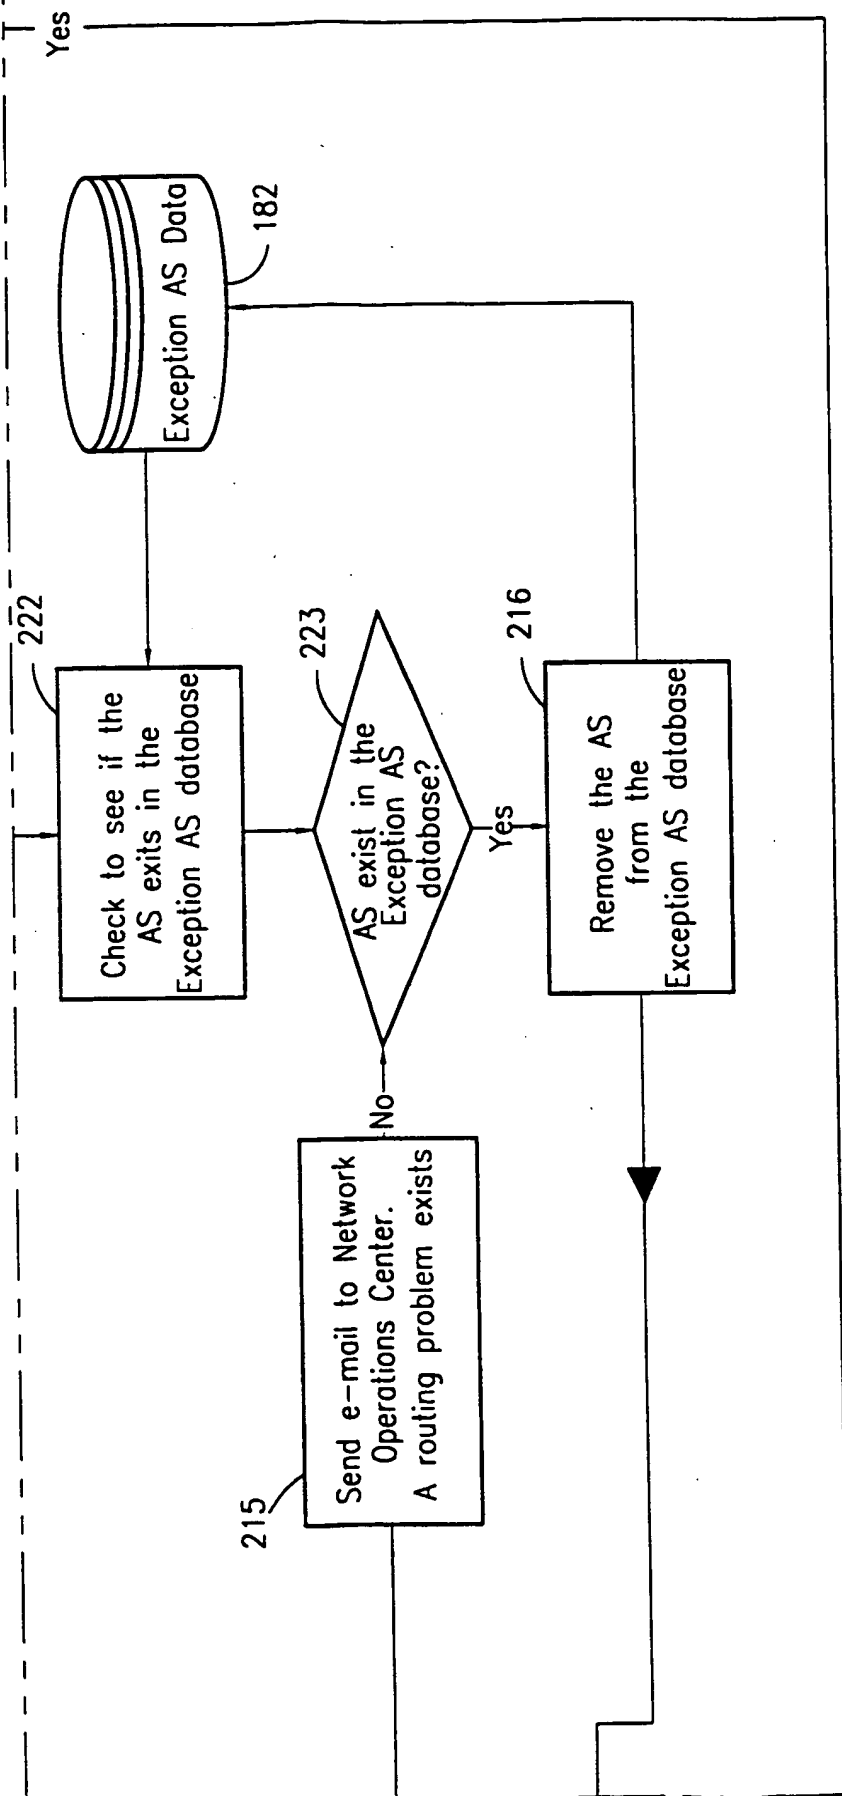 Yes
Exception AS Data
182
222
Check to see if the
AS exits in the
Exception AS database
223
AS exist in the
Exception AS
database?
Yes
216
Remove the AS
from the
Exception AS database
No
215
Send e-mail to Network
Operations Center.
A routing problem exists